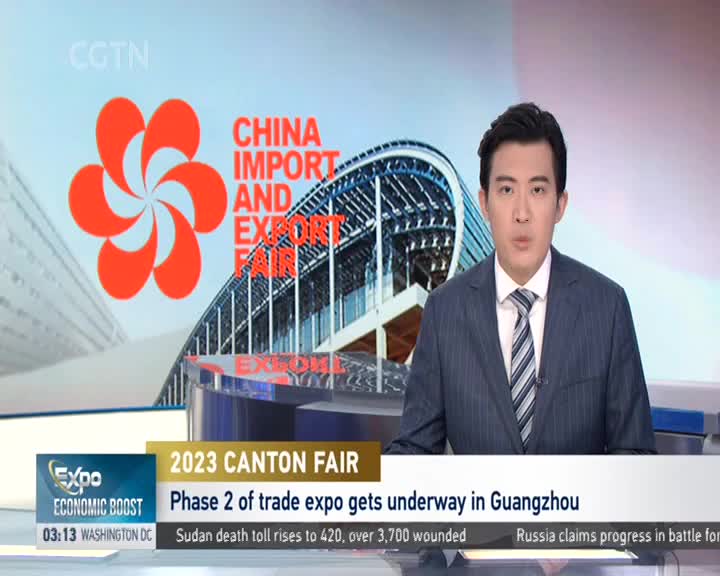 CGTN
CHINA
IMPORT
AND
EXPORT
FAIR
EXPORT
2023 CANTON FAIR
Expo
ECONOMIC BOOST
Phase 2 of trade expo gets underway in Guangzhou
03:13 WASHINGTON DC
Sudan death toll rises to 420, over 3,700 wounded
Russia claims progress in battle for